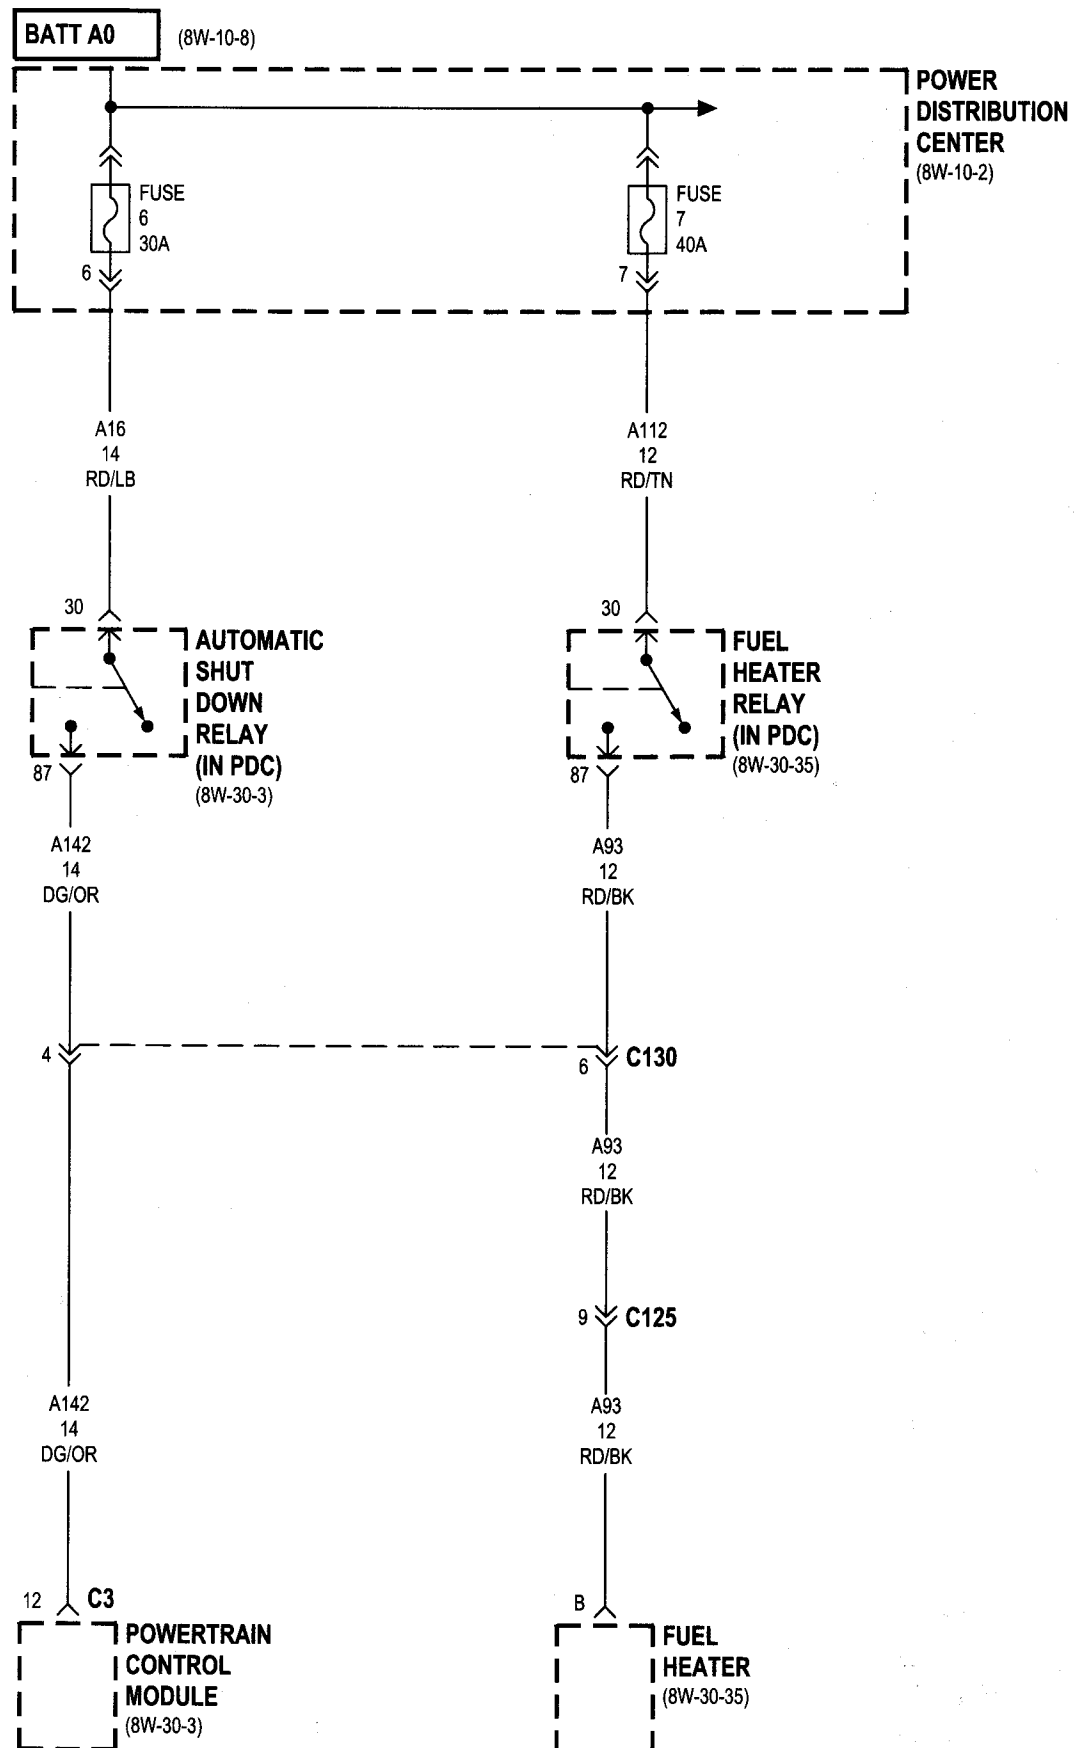 BATT A0
(8W-10-8)
POWER
DISTRIBUTION
CENTER
(8W-10-2)
FUSE
6
30A
6
FUSE
7
40A
7
A16
14
RD/LB
A112
12
RD/TN
30
AUTOMATIC
SHUT
DOWN
RELAY
(IN PDC)
(8W-30-3)
87
30
FUEL
HEATER
RELAY
(IN PDC)
(8W-30-35)
87
A142
14
DG/OR
A93
12
RD/BK
4
6
C130
A93
12
RD/BK
9
C125
A142
14
DG/OR
A93
12
RD/BK
12
C3
POWERTRAIN
CONTROL
MODULE
(8W-30-3)
B
FUEL
HEATER
(8W-30-35)